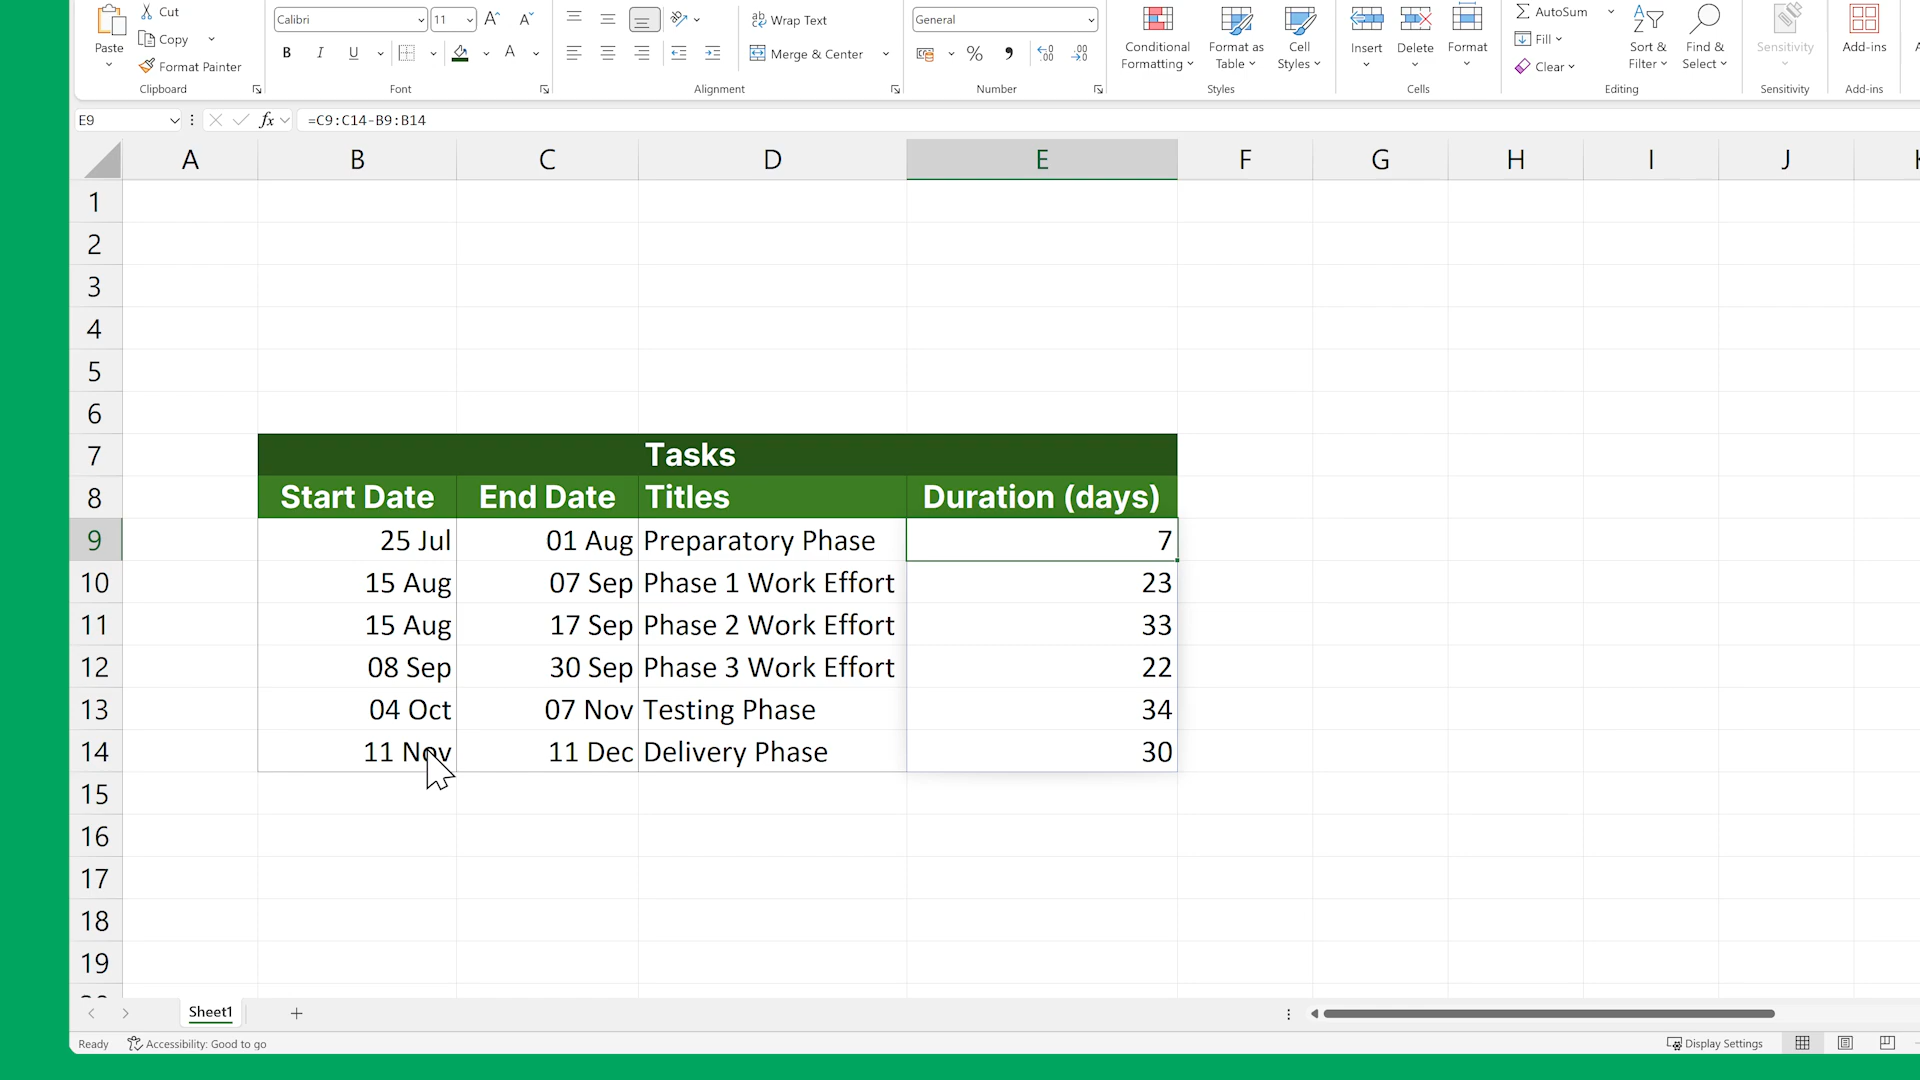 Paste
Cut
Copy
Format Painter
Clipboard
Calibri
11
A A
B I U
A
Font
ab Wrap Text
Merge & Center
Alignment
General
% 9
Number
Conditional
Formatting
Format as
Table
Cell
Styles
Styles
Insert
Delete
Format
Cells
∑ AutoSum
Fill
Clear
Sort &
Filter
Find &
Select
Editing
Sensitivity
Sensitivity
Add-ins
Add-ins
E9
fx
=C9:C14-B9:B14
A B C D E F G H I J
1
2
3
4
5
6
7 Tasks
8 Start Date End Date Titles Duration (days)
9 25 Jul 01 Aug Preparatory Phase 7
10 15 Aug 07 Sep Phase 1 Work Effort 23
11 15 Aug 17 Sep Phase 2 Work Effort 33
12 08 Sep 30 Sep Phase 3 Work Effort 22
13 04 Oct 07 Nov Testing Phase 34
14 11 Nov 11 Dec Delivery Phase 30
15
16
17
18
19
Sheet1
Ready
Accessibility: Good to go
Display Settings